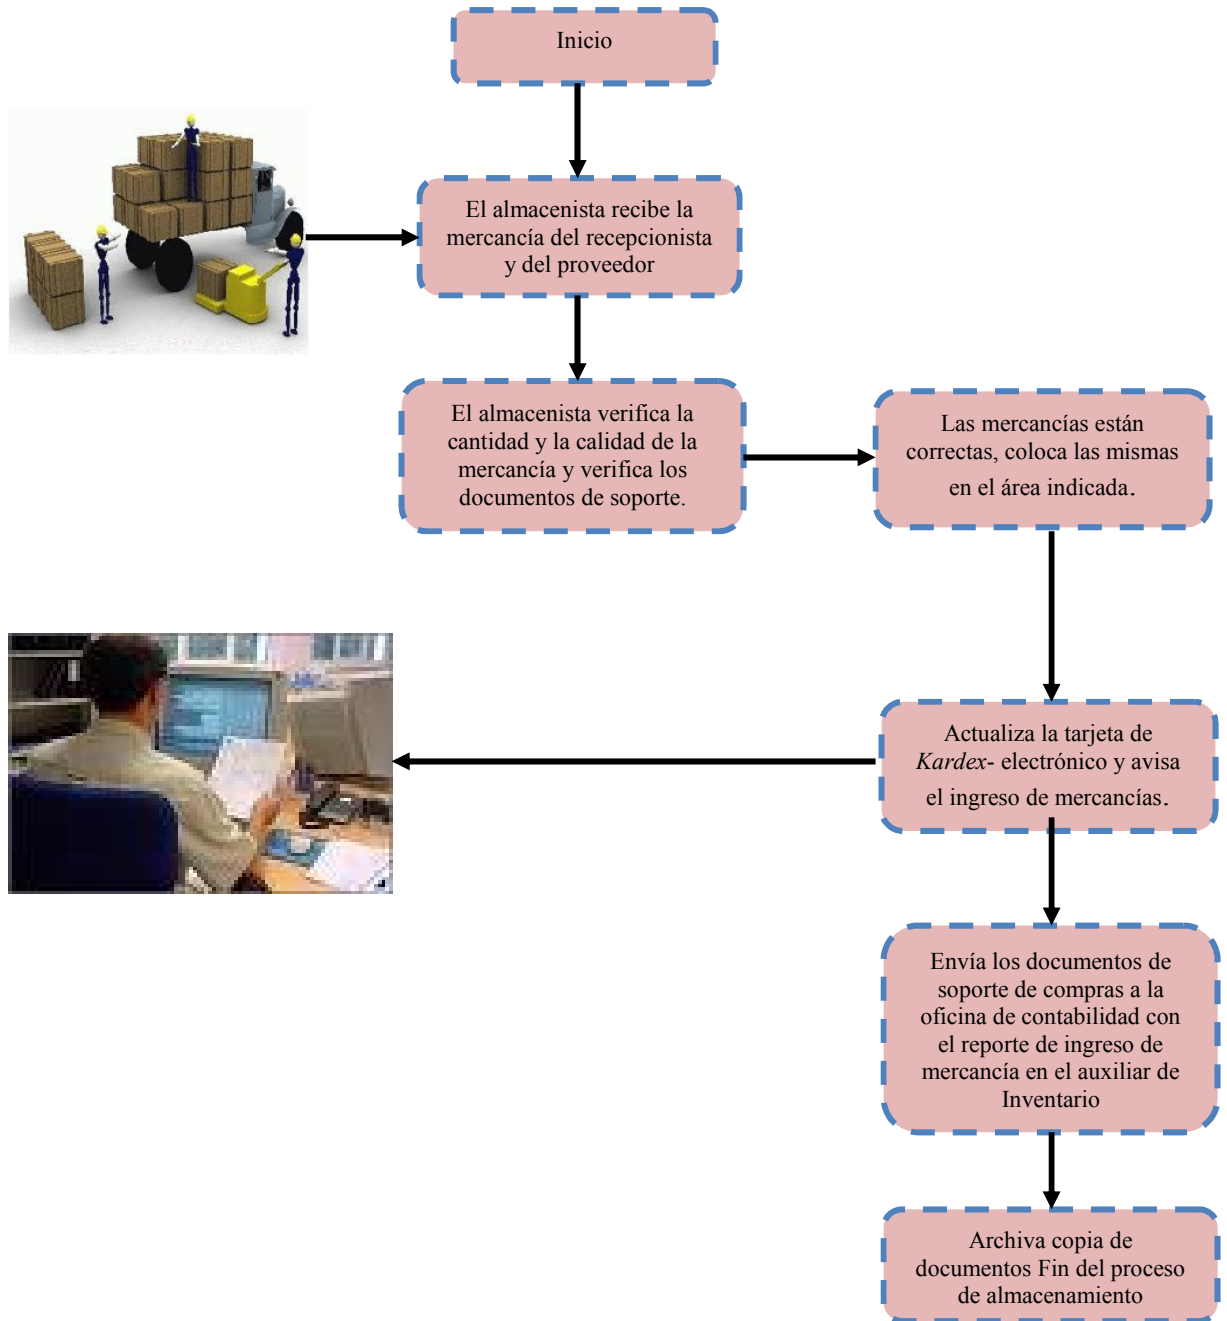 Inicio
El almacenista recibe la
mercancía del recepcionista
y del proveedor
El almacenista verifica la
cantidad y la calidad de la
mercancía y verifica los
documentos de soporte.
Las mercancías están
correctas, coloca las mismas
en el área indicada.
Actualiza la tarjeta de
Kardex- electrónico y avisa
el ingreso de mercancías.
Envía los documentos de
soporte de compras a la
oficina de contabilidad con
el reporte de ingreso de
mercancía en el auxiliar de
Inventario
Archiva copia de
documentos Fin del proceso
de almacenamiento